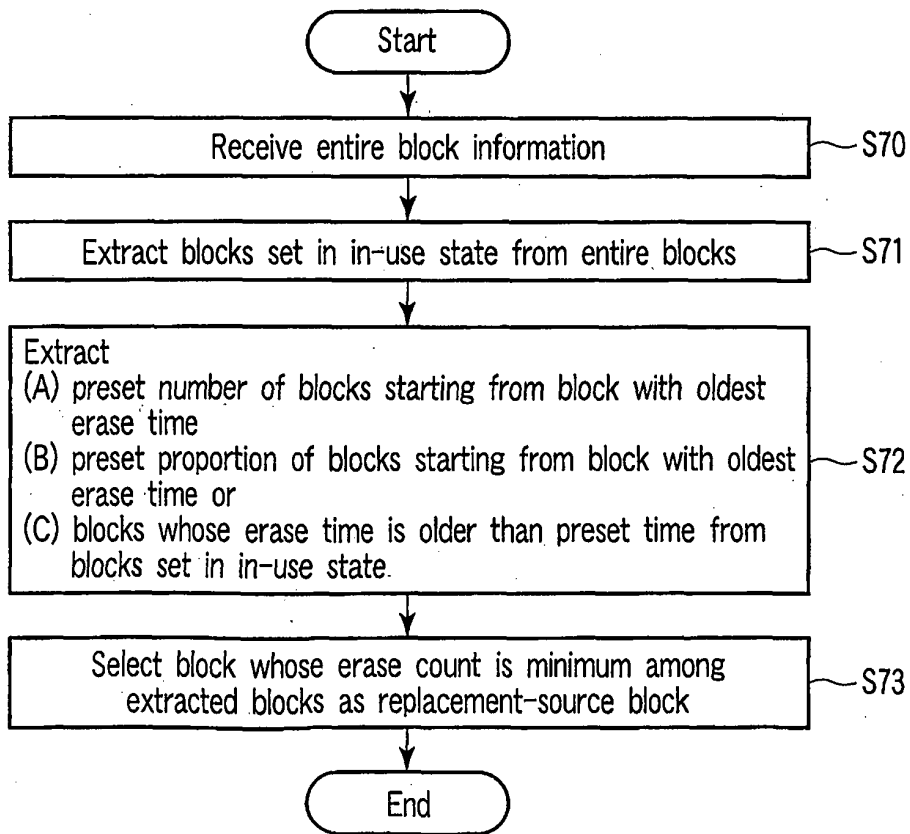 Start
Receive entire block information
S70
Extract blocks set in in-use state from entire blocks
S71
Extract
(A) preset number of blocks starting from block with oldest
erase time
(B) preset proportion of blocks starting from block with oldest
erase time or
(C) blocks whose erase time is older than preset time from
blocks set in in-use state.
S72
Select block whose erase count is minimum among
extracted blocks as replacement-source block
S73
End